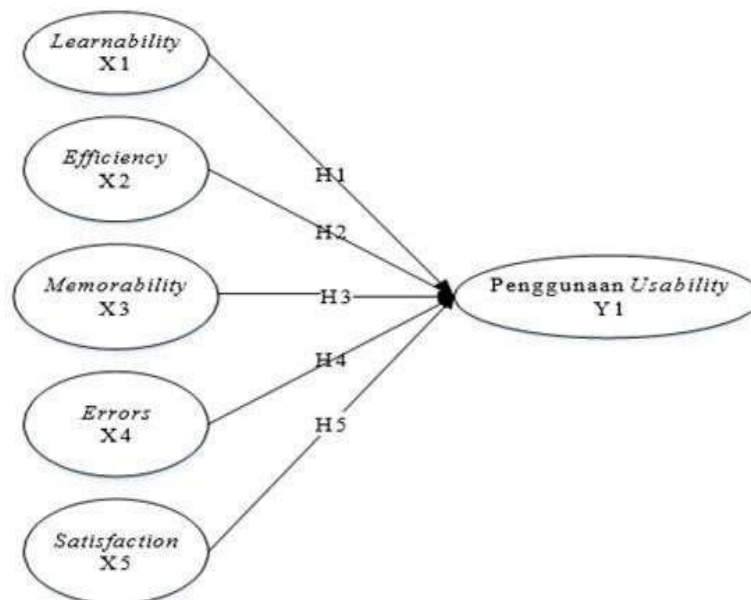 Learnability
X1
Efficiency
X2
Memorability
X3
Errors
X4
Satisfaction
X5
H1
H2
H3
H4
H5
Penggunaan Usability
Y1